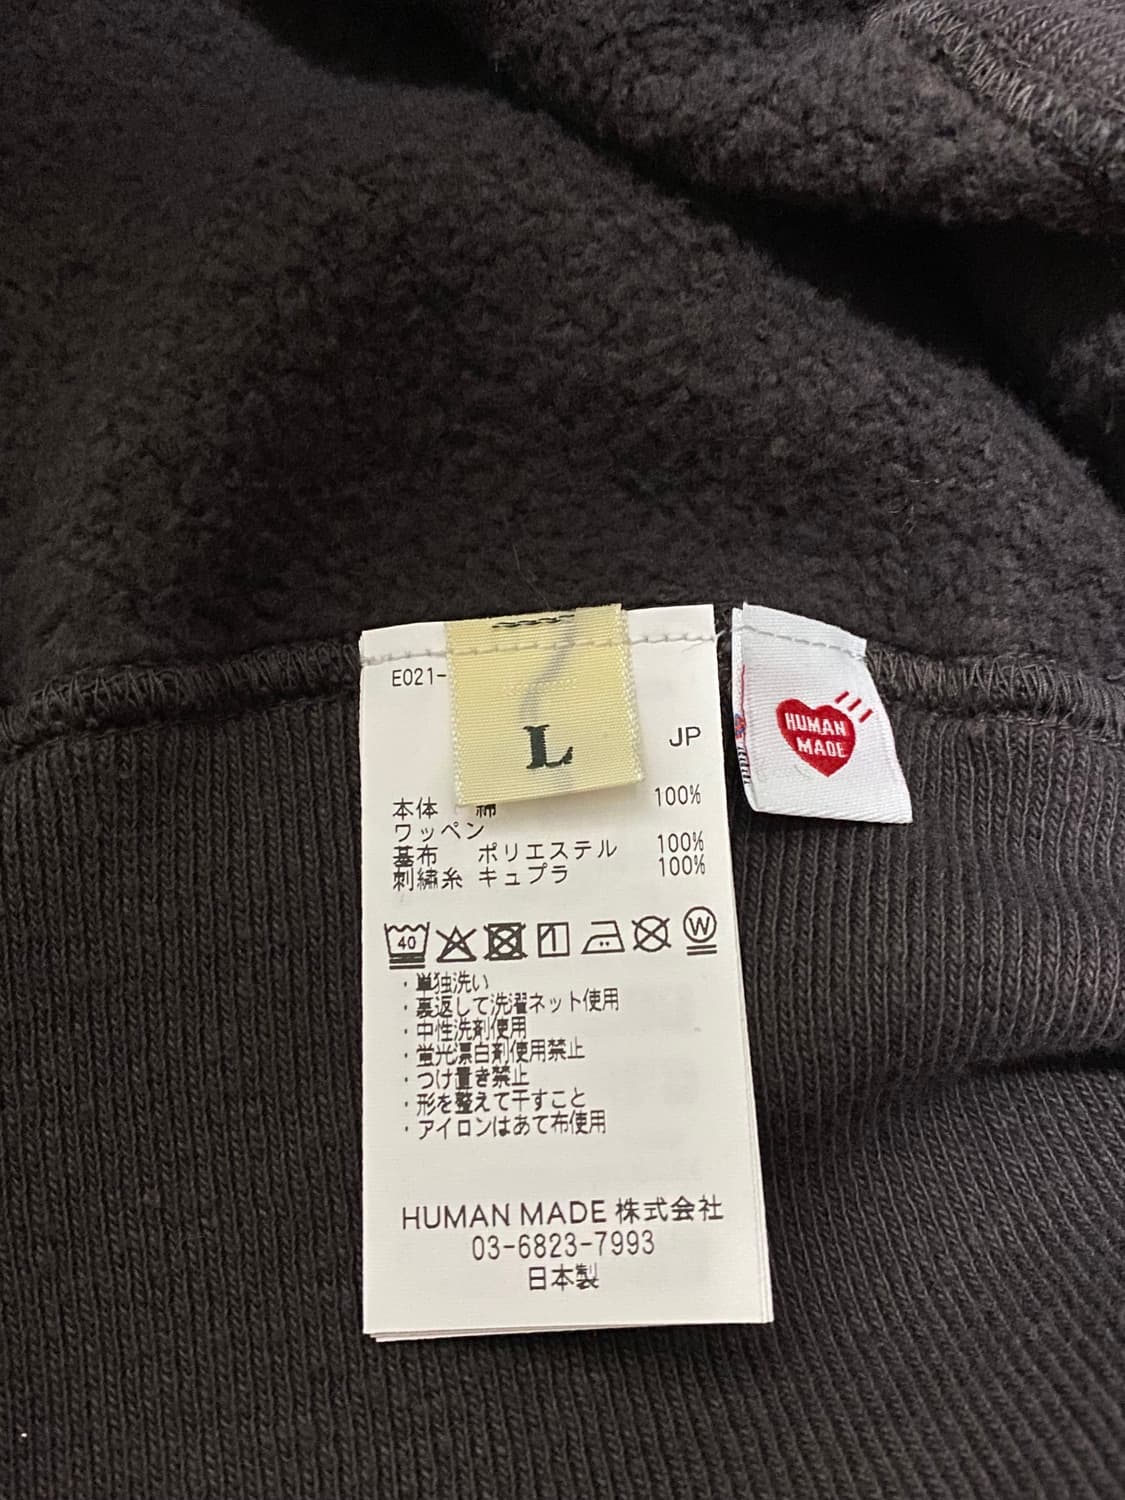 E021-
L
JP
HUMAN
MADE
本体 綿 100%
ワッペン
基布 ポリエステル 100%
刺繍糸 キュプラ 100%
40
W
・単独洗い
・裏返して洗濯ネット使用
・中性洗剤使用
・蛍光漂白剤使用禁止
・つけ置き禁止
・形を整えて干すこと
・アイロンはあて布使用
HUMAN MADE 株式会社
03-6823-7993
日本製